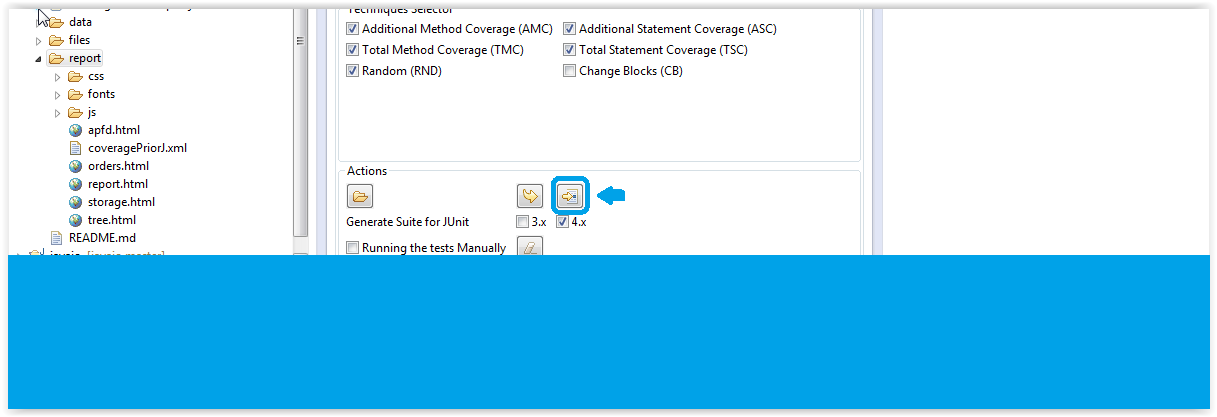 data
files
report
css
fonts
js
apfd.html
coveragePriorJ.xml
orders.html
report.html
storage.html
tree.html
README.md
Techniques Selector
Additional Method Coverage (AMC) Additional Statement Coverage (ASC)
Total Method Coverage (TMC) Total Statement Coverage (TSC)
Random (RND) Change Blocks (CB)
Actions
Generate Suite for JUnit 3.x 4.x
Running the tests Manually